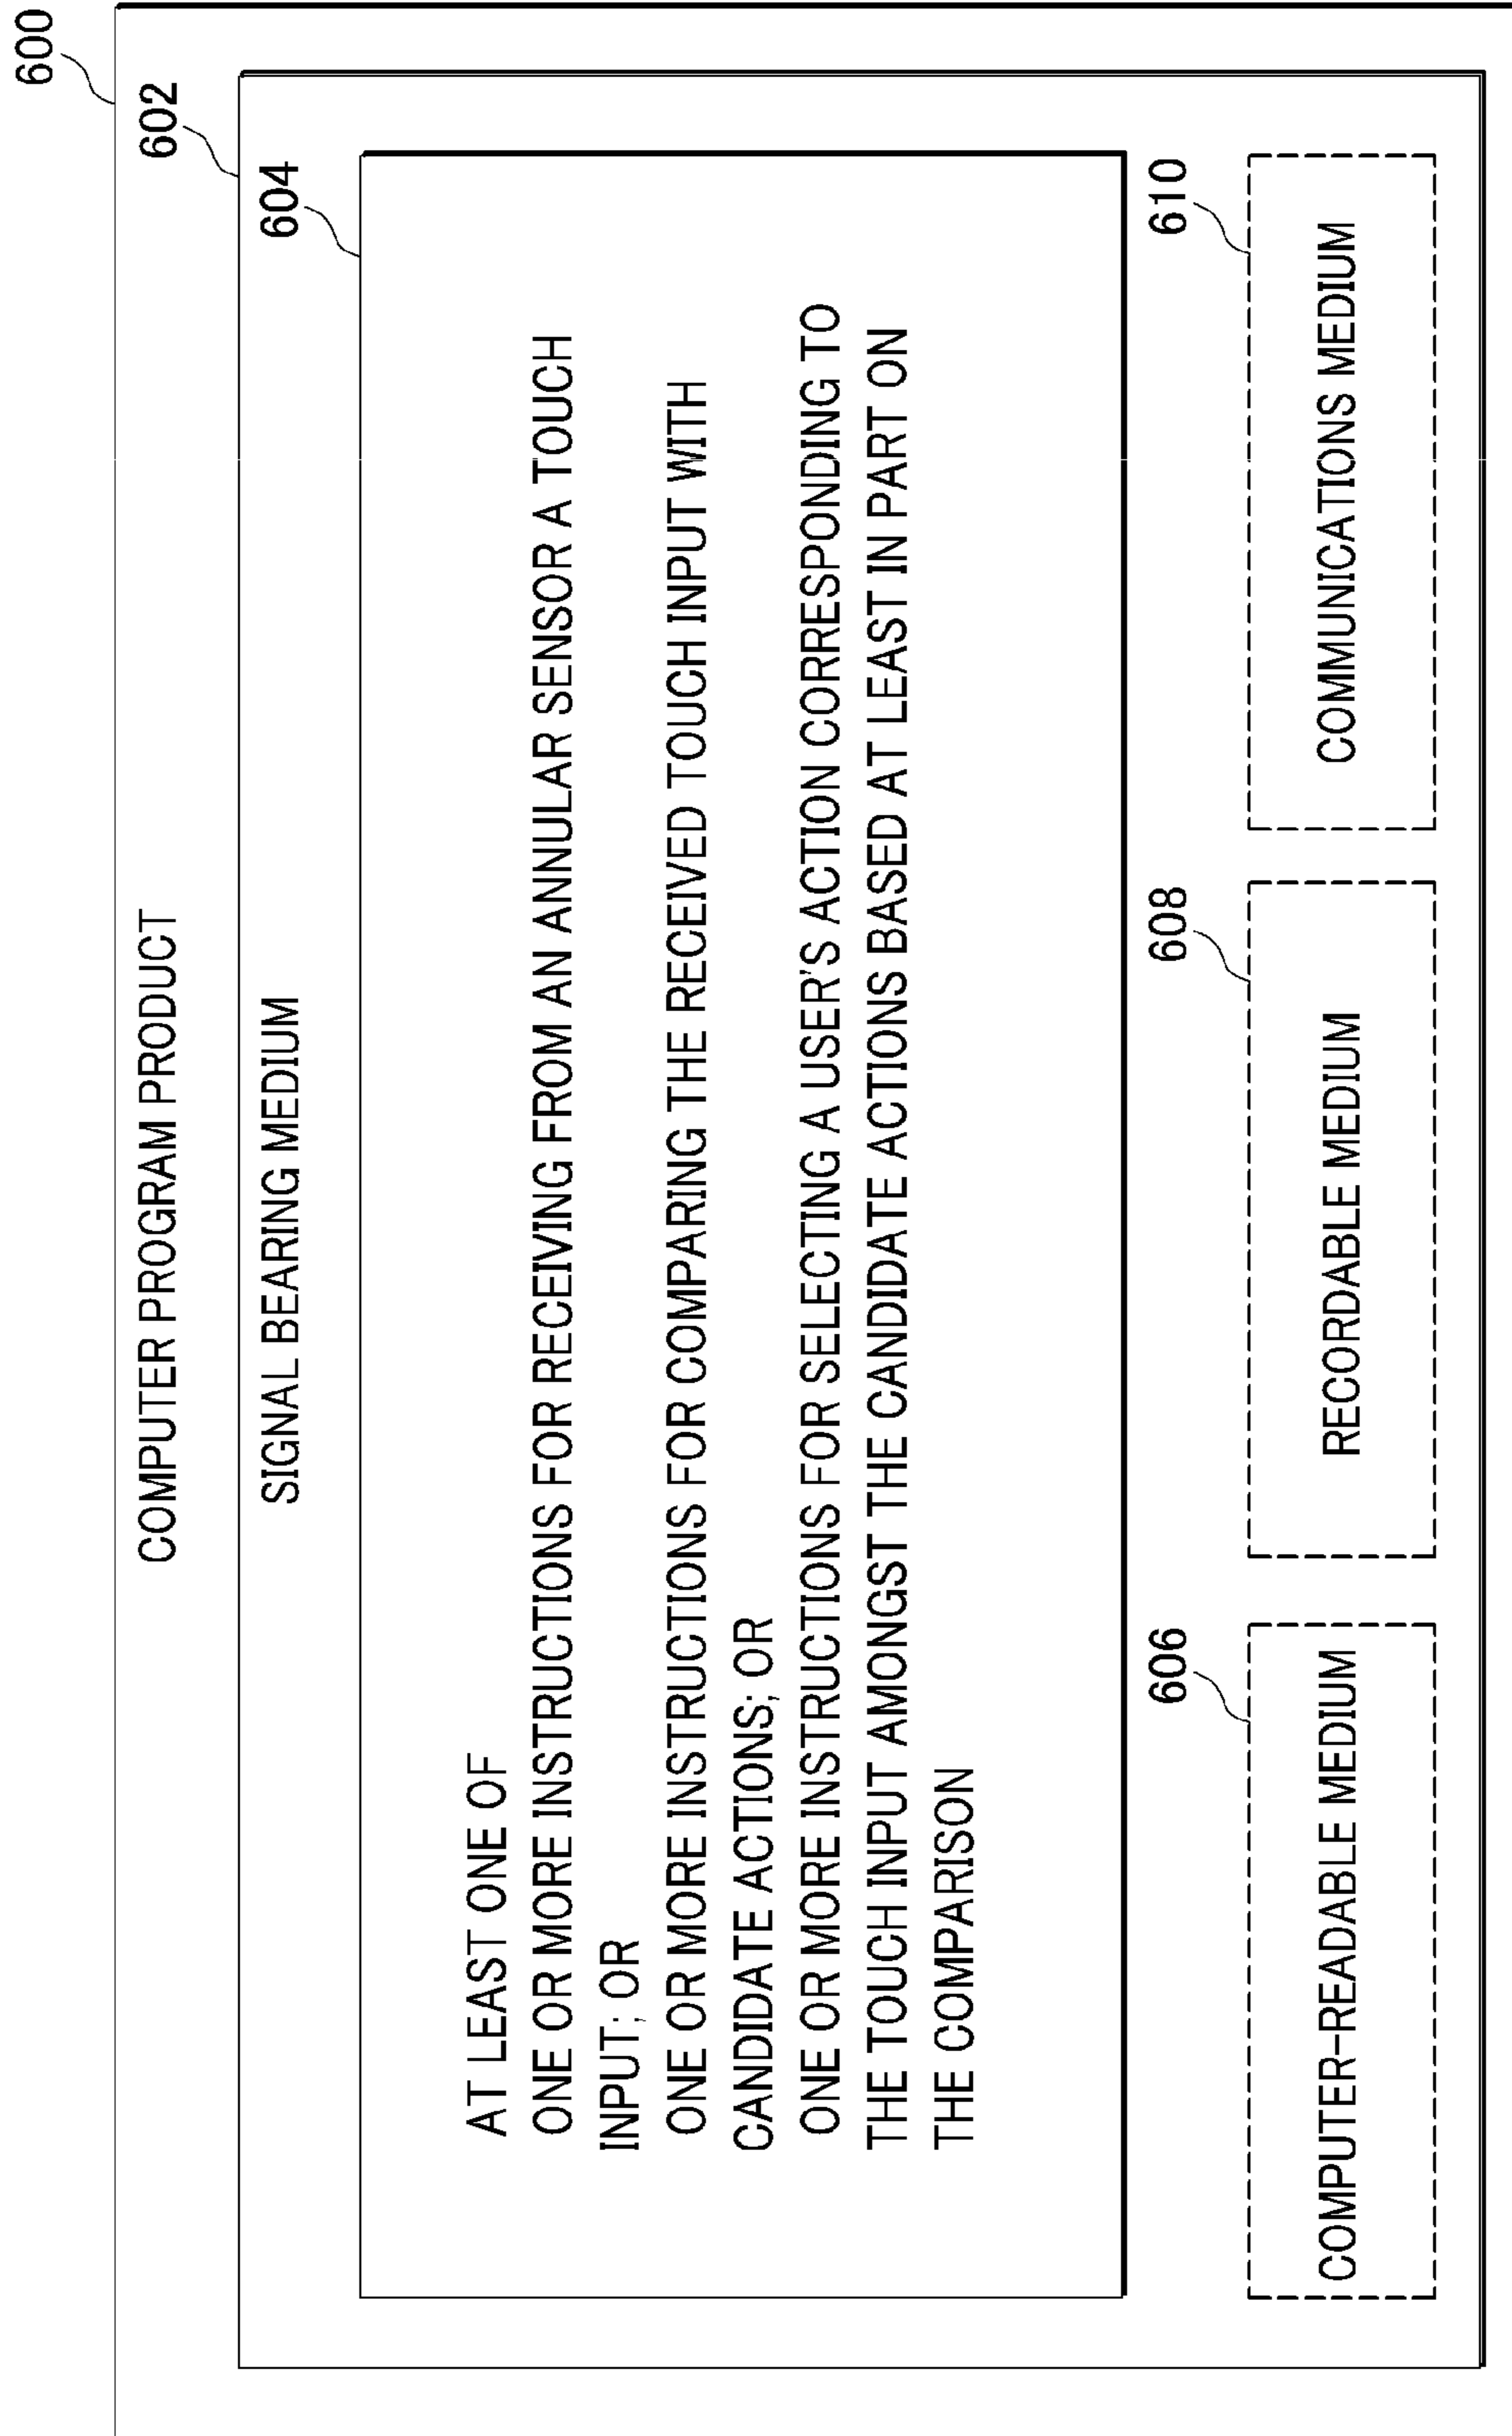 600
COMPUTER PROGRAM PRODUCT
602
SIGNAL BEARING MEDIUM
604
AT LEAST ONE OF
ONE OR MORE INSTRUCTIONS FOR RECEIVING FROM AN ANNULAR SENSOR A TOUCH
INPUT; OR
ONE OR MORE INSTRUCTIONS FOR COMPARING THE RECEIVED TOUCH INPUT WITH
CANDIDATE ACTIONS; OR
ONE OR MORE INSTRUCTIONS FOR SELECTING A USER'S ACTION CORRESPONDING TO
THE TOUCH INPUT AMONGST THE CANDIDATE ACTIONS BASED AT LEAST IN PART ON
THE COMPARISON
606
COMPUTER-READABLE MEDIUM
608
RECORDABLE MEDIUM
610
COMMUNICATIONS MEDIUM